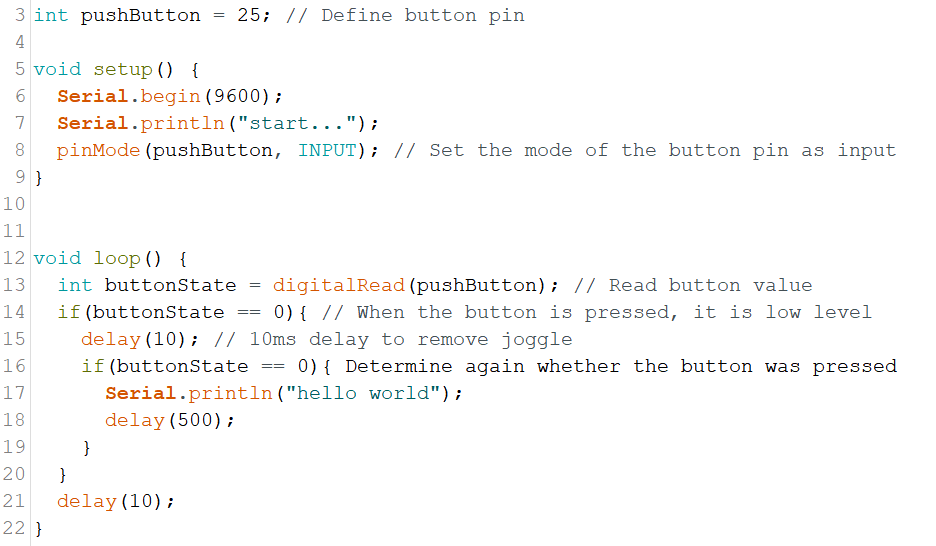 3 int pushButton = 25; // Define button pin
4
5 void setup() {
6   Serial.begin(9600);
7   Serial.println("start...");
8   pinMode(pushButton, INPUT); // Set the mode of the button pin as input
9 }
10
11
12 void loop() {
13   int buttonState = digitalRead(pushButton); // Read button value
14   if(buttonState == 0){ // When the button is pressed, it is low level
15     delay(10); // 10ms delay to remove joggle
16     if(buttonState == 0){ Determine again whether the button was pressed
17       Serial.println("hello world");
18       delay(500);
19     }
20   }
21   delay(10);
22 }